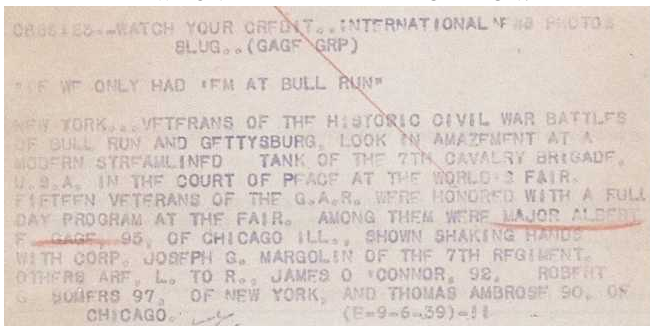 CR66123..WATCH YOUR CREDIT..INTERNATIONAL NEWS PHOTOS
SLUG..(GAGE GRP)
"IF WE ONLY HAD 'EM AT BULL RUN"
NEW YORK...VETERANS OF THE HISTORIC CIVIL WAR BATTLES
OF BULL RUN AND GETTYSBURG, LOOK IN AMAZEMENT AT A
MODERN STREAMLINED TANK OF THE 7TH CAVALRY BRIGADE,
U.S.A. IN THE COURT OF PEACE AT THE WORLD'S FAIR.
FIFTEEN VETERANS OF THE G.A.R. WERE HONORED WITH A FULL
DAY PROGRAM AT THE FAIR. AMONG THEM WERE MAJOR ALBERT
F. GAGE, 95, OF CHICAGO ILL., SHOWN SHAKING HANDS
WITH CORP. JOSEPH G. MARGOLIN OF THE 7TH REGIMENT.
OTHERS ARE, L. TO R., JAMES O'CONNOR, 92, ROBERT
G. SOMERS 97, OF NEW YORK, AND THOMAS AMBROSE 90, OF
CHICAGO. (E-9-6-39)-11